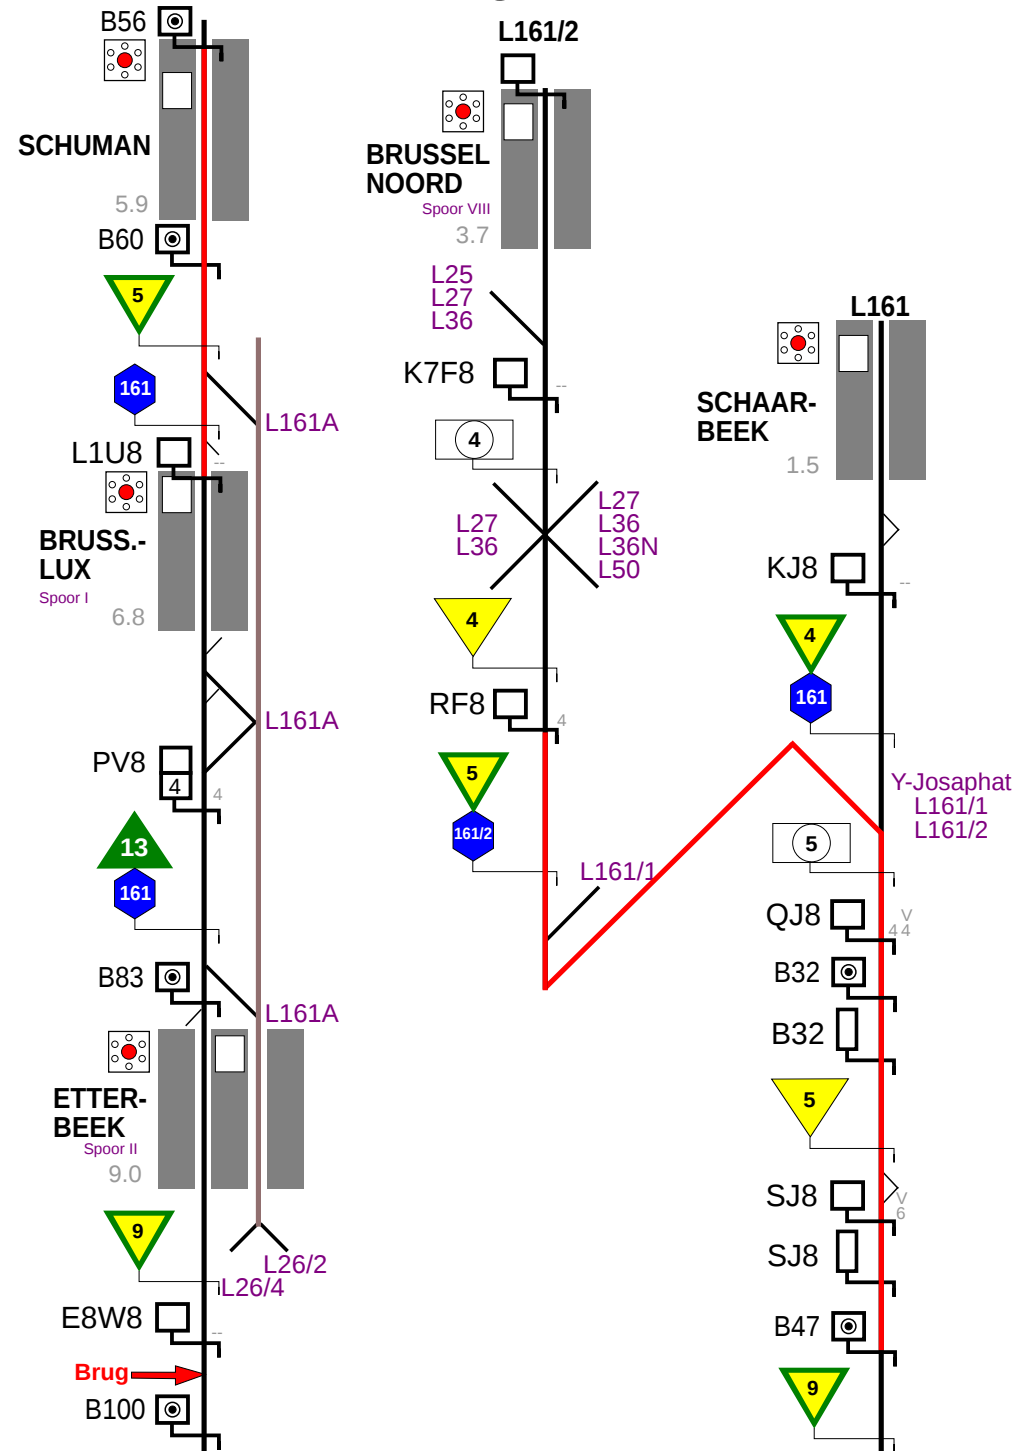 B56
SCHUMAN
5.9
B60
5
161
L161A
L1U8
--
BRUSS.-
LUX
Spoor I
6.8
L161A
PV8
4
4
13
161
B83
L161A
ETTER-
BEEK
Spoor II
9.0
9
L26/2
L26/4
E8W8
--
Brug
B100
L161/2
BRUSSEL
NOORD
Spoor VIII
3.7
L25
L27
L36
K7F8
--
4
L27
L36
L27
L36
L36N
L50
4
RF8
4
5
161/2
L161/1
L161
SCHAAR-
BEEK
1.5
KJ8
--
4
161
Y-Josaphat
L161/1
L161/2
5
QJ8
V
4 4
B32
B32
5
SJ8
V
6
SJ8
B47
9